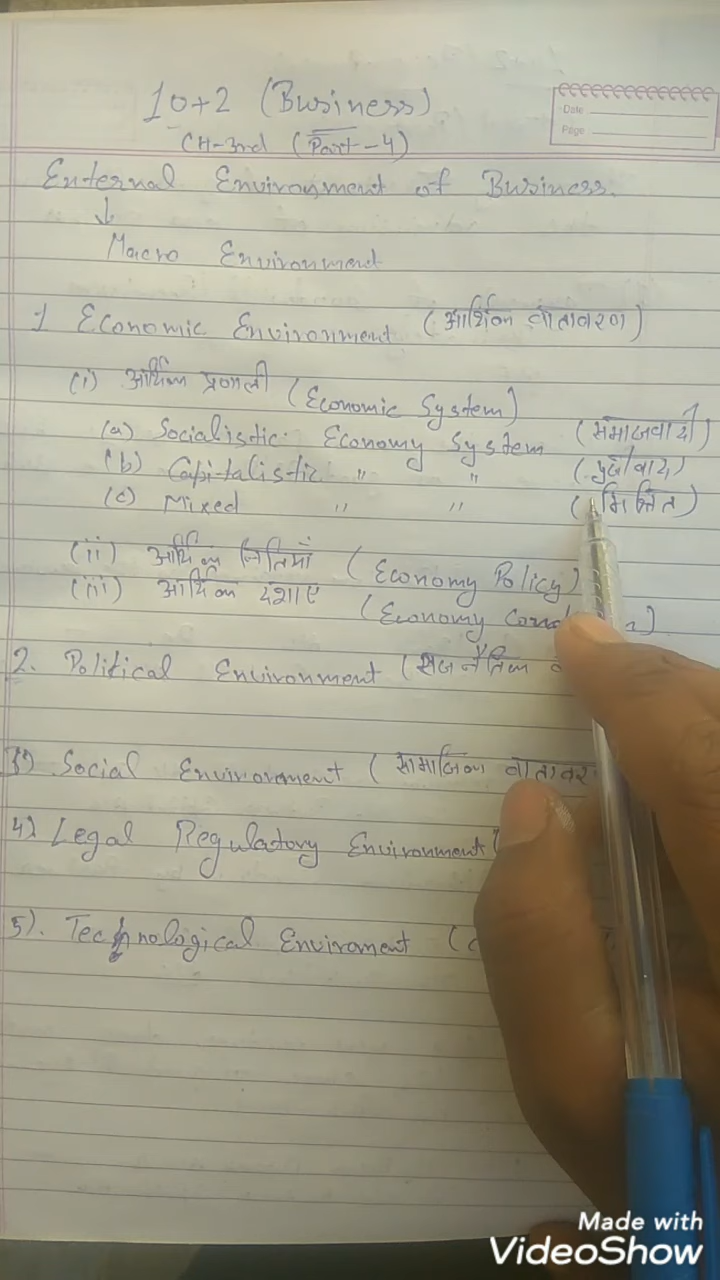 10+2 (Business)
Date
Page
CH-3rd (Part-4)
External Environment of Business.
↓
Macro Environment
1 Economic Environment (आर्थिक वातावरण)
(i) आर्थिक प्रणाली (Economic System)
(a) Socialistic Economy System (समाजवादी)
(b) Capitalistic " " (पुंजीवाद)
(c) Mixed " " (मिश्रित)
(ii) आर्थिक नितियाँ (Economy Policy)
(iii) आर्थिक दशाए (Economy
2. Political Environment (राजनैतिक
3) Social Environment (सामाजिक वातावर
4) Legal Regulatory Environment (
5). Technological Enviroment (
Made with
VideoShow